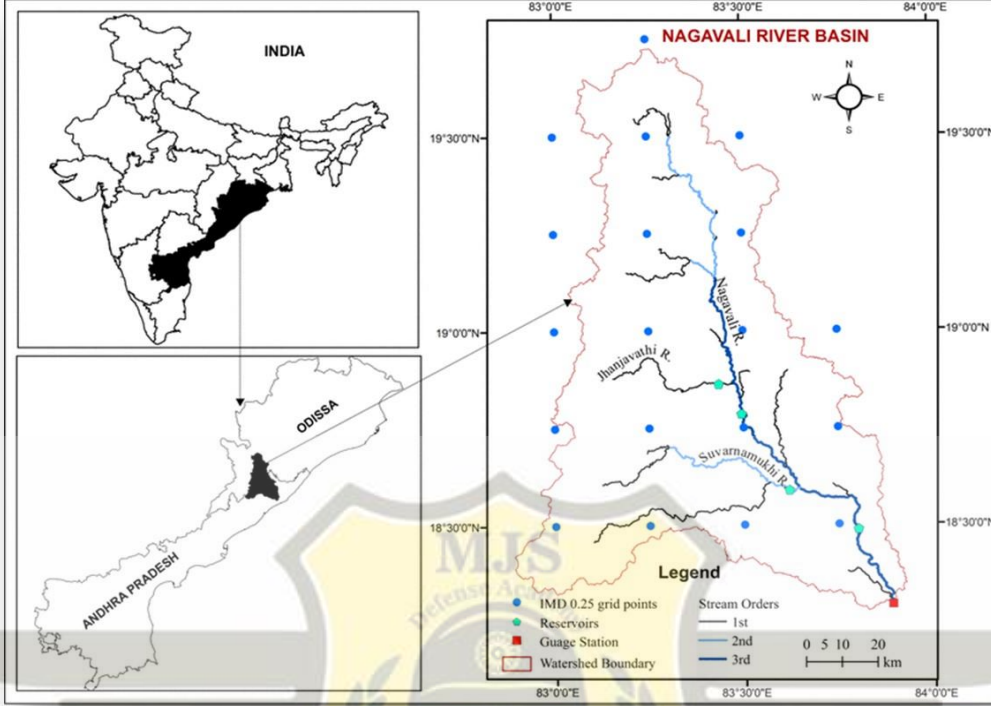 INDIA
ODISSA
ANDHRA PRADESH
83°0'0"E
83°30'0"E
84°0'0"E
NAGAVALI RIVER BASIN
N
W
E
S
19°30'0"N
19°30'0"N
19°0'0"N
19°0'0"N
18°30'0"N
18°30'0"N
Nagavali R.
Jhanjavathi R.
Suvarnamukhi R.
Legend
IMD 0.25 grid points
Reservoirs
Guage Station
Watershed Boundary
Stream Orders
1st
2nd
3rd
0 5 10 20
km
83°0'0"E
83°30'0"E
84°0'0"E
MJS
Defense